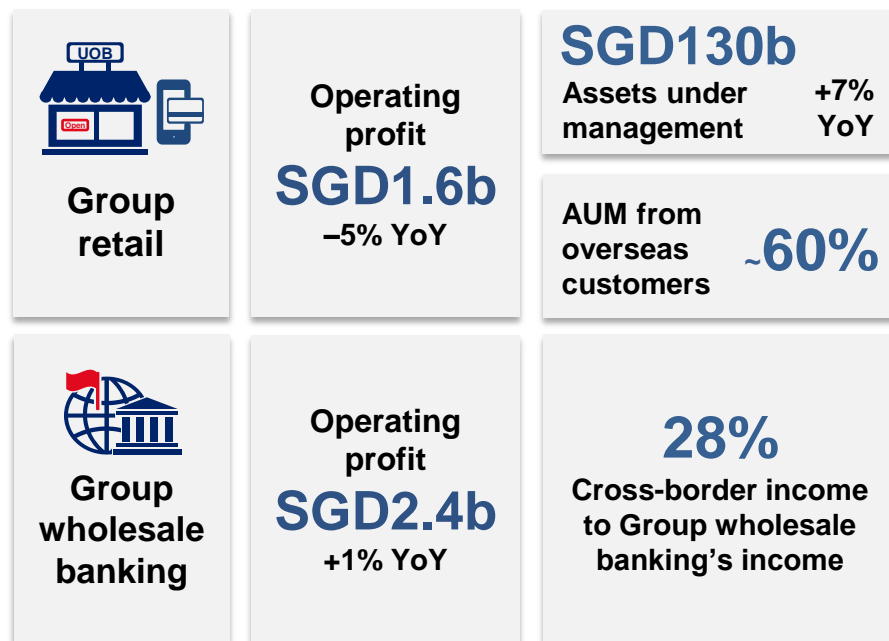 UOB
Open
Group
retail
Operating
profit
SGD1.6b
–5% YoY
SGD130b
Assets under
management
+7%
YoY
AUM from
overseas
customers
~60%
Group
wholesale
banking
Operating
profit
SGD2.4b
+1% YoY
28%
Cross-border income
to Group wholesale
banking’s income